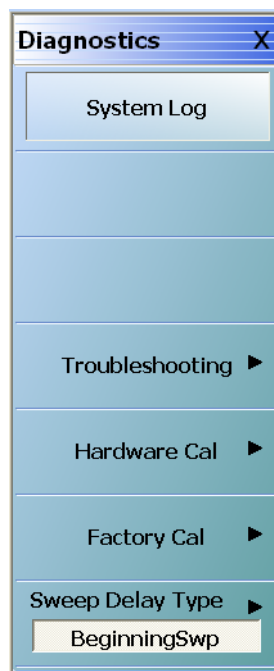 Diagnostics X
System Log
Troubleshooting ►
Hardware Cal ►
Factory Cal ►
Sweep Delay Type ►
BeginningSwp